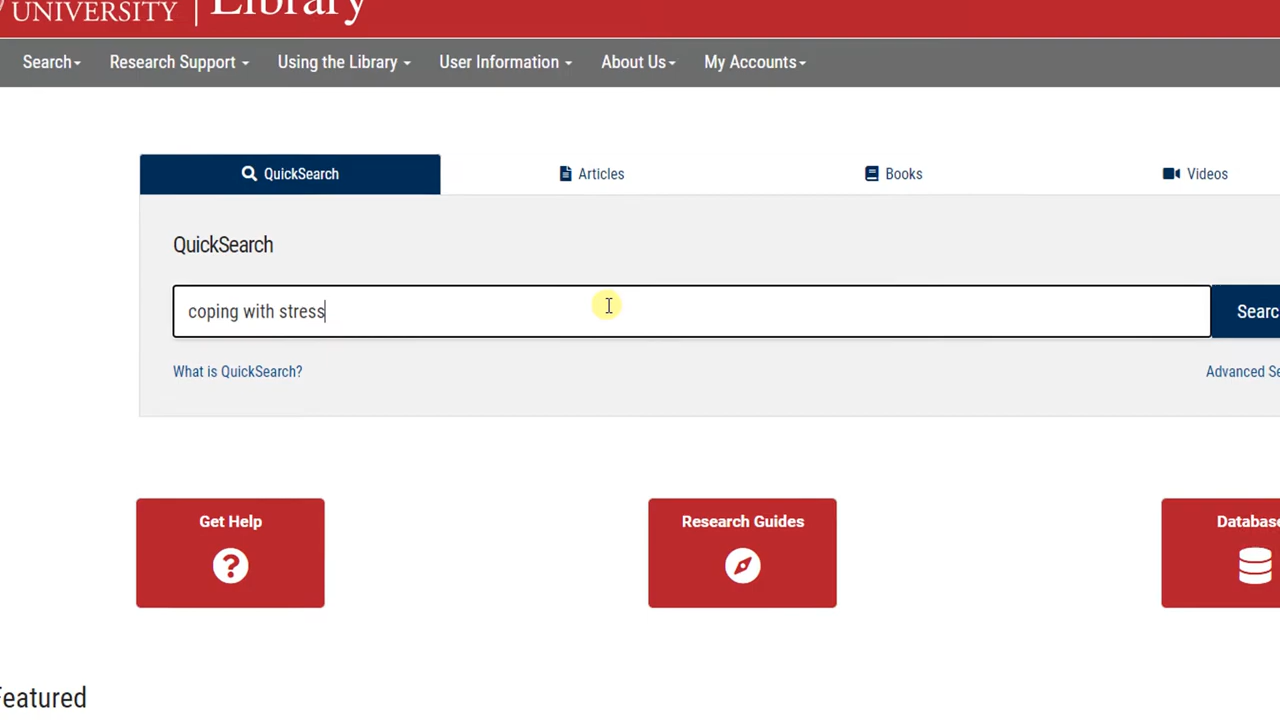 UNIVERSITY | Library
Search Research Support Using the Library User Information About Us My Accounts
QuickSearch Articles Books Videos
QuickSearch
coping with stress
Searc
What is QuickSearch? Advanced Se
Get Help Research Guides Databas
Featured